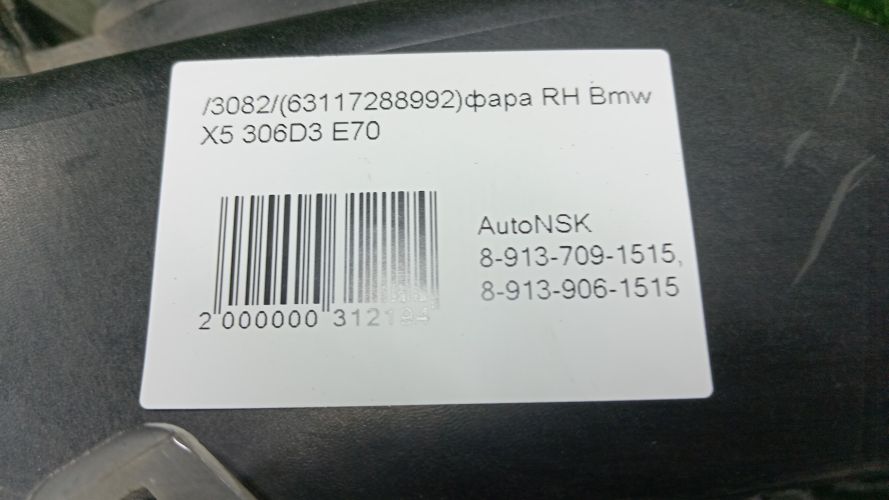 /3082/(63117288992)фара RH Bmw
X5 306D3 E70
AutoNSK
8-913-709-1515,
8-913-906-1515
2 000000 312194